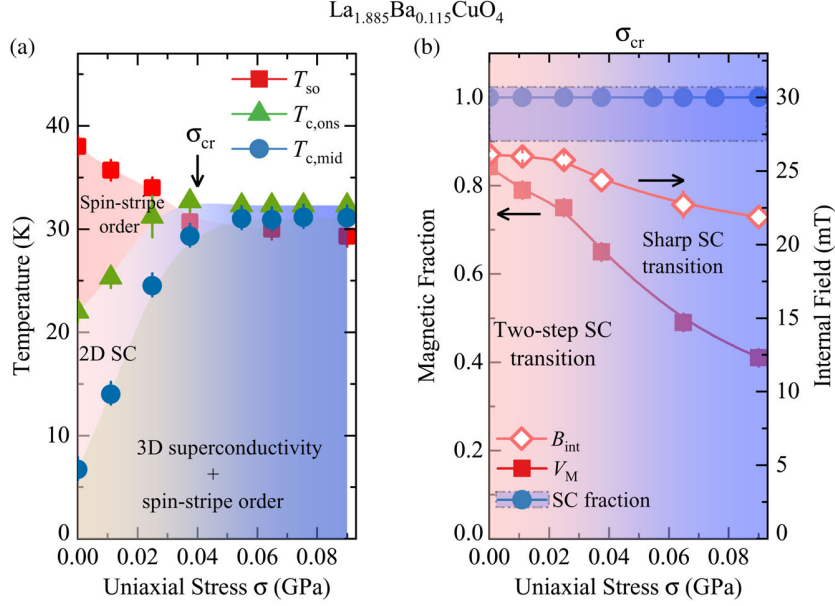 La1.885Ba0.115CuO4
(a)
Tso
Tc,ons
Tc,mid
σcr
Spin-stripe
order
2D SC
3D superconductivity
+
spin-stripe order
Temperature (K)
40
30
20
10
0
0.00 0.02 0.04 0.06 0.08
Uniaxial Stress σ (GPa)
(b)
σcr
Sharp SC
transition
Two-step SC
transition
Bint
VM
SC fraction
Magnetic Fraction
1.0
0.8
0.6
0.4
0.2
0.0
Internal Field (mT)
30
25
20
15
10
5
0
0.00 0.02 0.04 0.06 0.08
Uniaxial Stress σ (GPa)